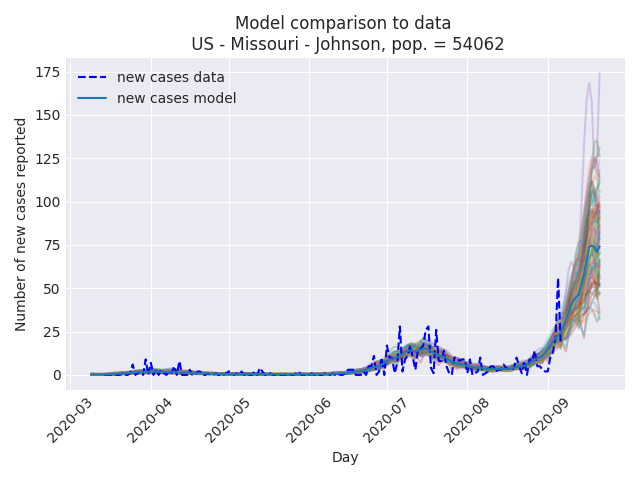 Model comparison to data
US - Missouri - Johnson, pop. = 54062
new cases data
new cases model
Number of new cases reported
175
150
125
100
75
50
25
0
2020-03
2020-04
2020-05
2020-06
2020-07
2020-08
2020-09
Day